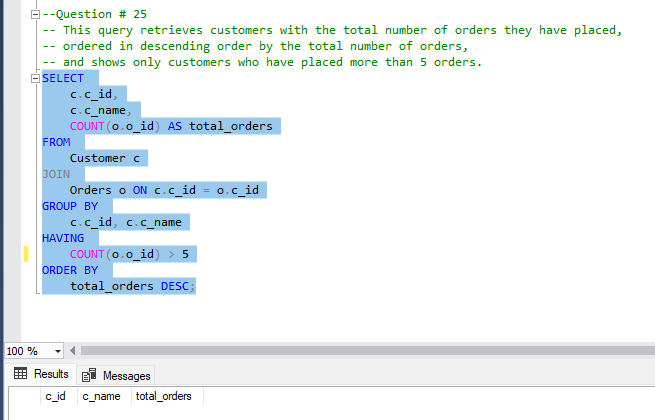 --Question # 25
-- This query retrieves customers with the total number of orders they have placed,
-- ordered in descending order by the total number of orders,
-- and shows only customers who have placed more than 5 orders.
SELECT
c.c_id,
c.c_name,
COUNT(o.o_id) AS total_orders
FROM
Customer c
JOIN
Orders o ON c.c_id = o.c_id
GROUP BY
c.c_id, c.c_name
HAVING
COUNT(o.o_id) > 5
ORDER BY
total_orders DESC;
100 %
Results Messages
c_id c_name total_orders